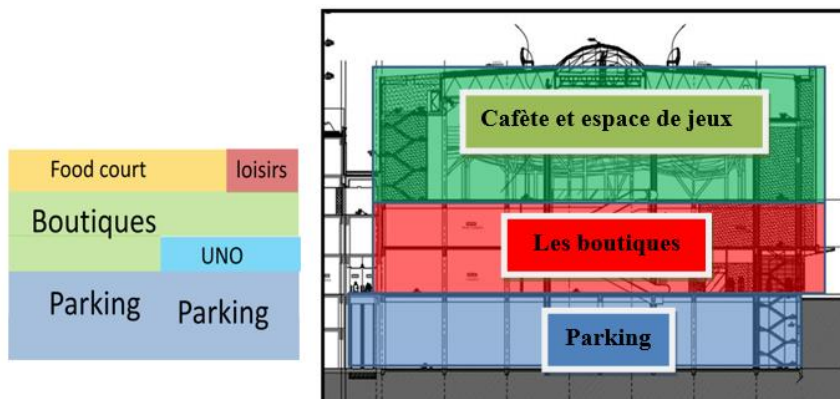 Food court
loisirs
Boutiques
UNO
Parking
Parking
Cafète et espace de jeux
Les boutiques
Parking